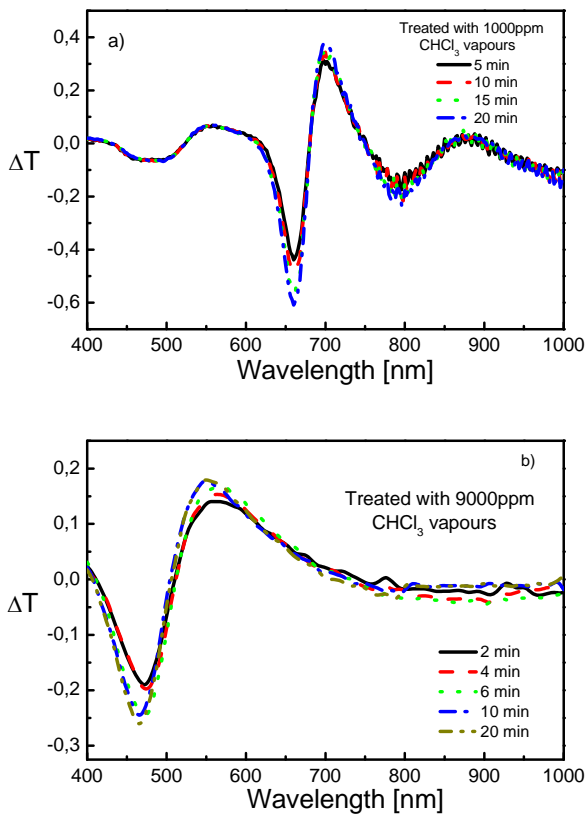 a)
Treated with 1000ppm
CHCl₃ vapours
5 min
10 min
15 min
20 min
0,4
0,2
0,0
-0,2
-0,4
-0,6
ΔT
400 500 600 700 800 900 1000
Wavelength [nm]
b)
Treated with 9000ppm
CHCl₃ vapours
0,2
0,1
0,0
-0,1
-0,2
-0,3
ΔT
2 min
4 min
6 min
10 min
20 min
400 500 600 700 800 900 1000
Wavelength [nm]